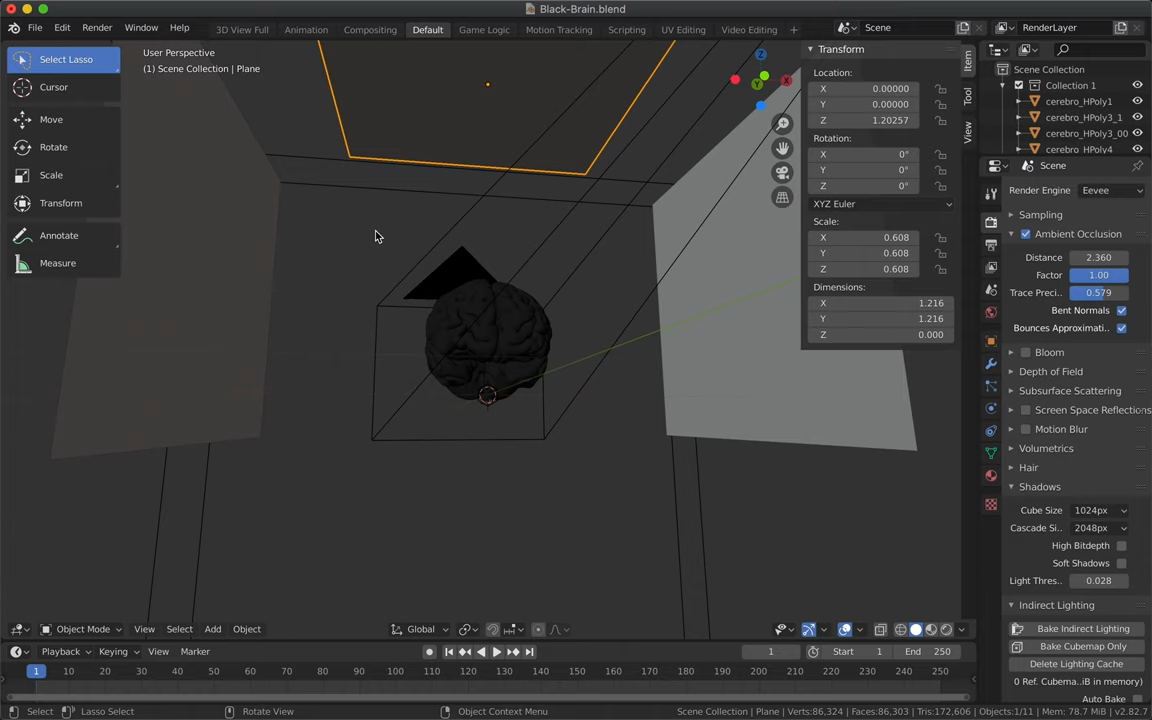 Black-Brain.blend
File Edit Render Window Help
3D View Full Animation Compositing Default Game Logic Motion Tracking Scripting UV Editing Video Editing +
Scene
RenderLayer
Select Lasso
Cursor
Move
Rotate
Scale
Transform
Annotate
Measure
User Perspective
(1) Scene Collection | Plane
Z
X
Y
Transform
Location:
X 0.00000
Y 0.00000
Z 1.20257
Rotation:
X 0°
Y 0°
Z 0°
XYZ Euler
Scale:
X 0.608
Y 0.608
Z 0.608
Dimensions:
X 1.216
Y 1.216
Z 0.000
Item
Tool
View
Scene Collection
Collection 1
cerebro_HPoly1
cerebro_HPoly3_1
cerebro_HPoly3_00
cerebro_HPoly4
Scene
Render Engine Eevee
Sampling
Ambient Occlusion
Distance 2.360
Factor 1.00
Trace Preci.. 0.579
Bent Normals
Bounces Approximati..
Bloom
Depth of Field
Subsurface Scattering
Screen Space Reflections
Motion Blur
Volumetrics
Hair
Shadows
Cube Size 1024px
Cascade Si.. 2048px
High Bitdepth
Soft Shadows
Light Thres.. 0.028
Indirect Lighting
Bake Indirect Lighting
Bake Cubemap Only
Delete Lighting Cache
0 Ref. Cubema..iB in memory)
Auto Bake
Object Mode View Select Add Object
Global
Playback Keying View Marker
1 Start 1 End 250
1 10 20 30 40 50 60 70 80 90 100 110 120 130 140 150 160 170 180 190 200 210 220 230 240 250
Select Lasso Select Rotate View Object Context Menu
Scene Collection | Plane | Verts:86,324 | Faces:86,303 | Tris:172,606 | Objects:1/11 | Mem: 78.7 MiB | v2.82.7